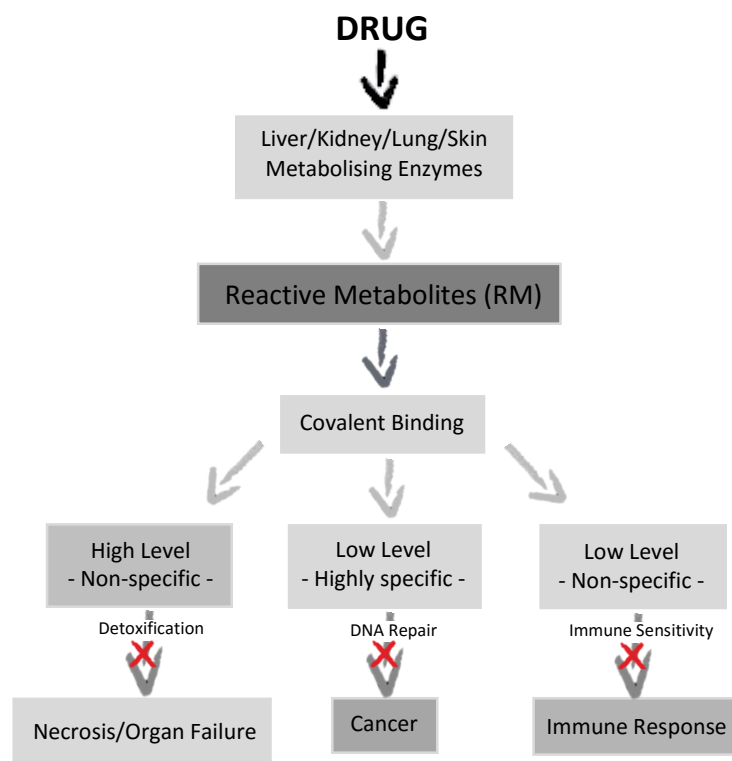 DRUG
Liver/Kidney/Lung/Skin
Metabolising Enzymes
Reactive Metabolites (RM)
Covalent Binding
High Level
- Non-specific -
Low Level
- Highly specific -
Low Level
- Non-specific -
Detoxification
DNA Repair
Immune Sensitivity
Necrosis/Organ Failure
Cancer
Immune Response